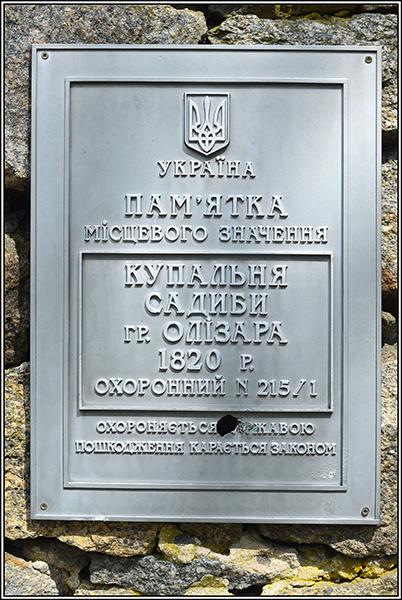 УКРАЇНА
ПАМ'ЯТКА
МІСЦЕВОГО ЗНАЧЕННЯ
КУПАЛЬНЯ
САДИБИ
ГР. ОЛІЗАРА
1820 Р.
ОХОРОННИЙ N 215/1
ОХОРОНЯЄТЬСЯ ДЕРЖАВОЮ
ПОШКОДЖЕННЯ КАРАЄТЬСЯ ЗАКОНОМ